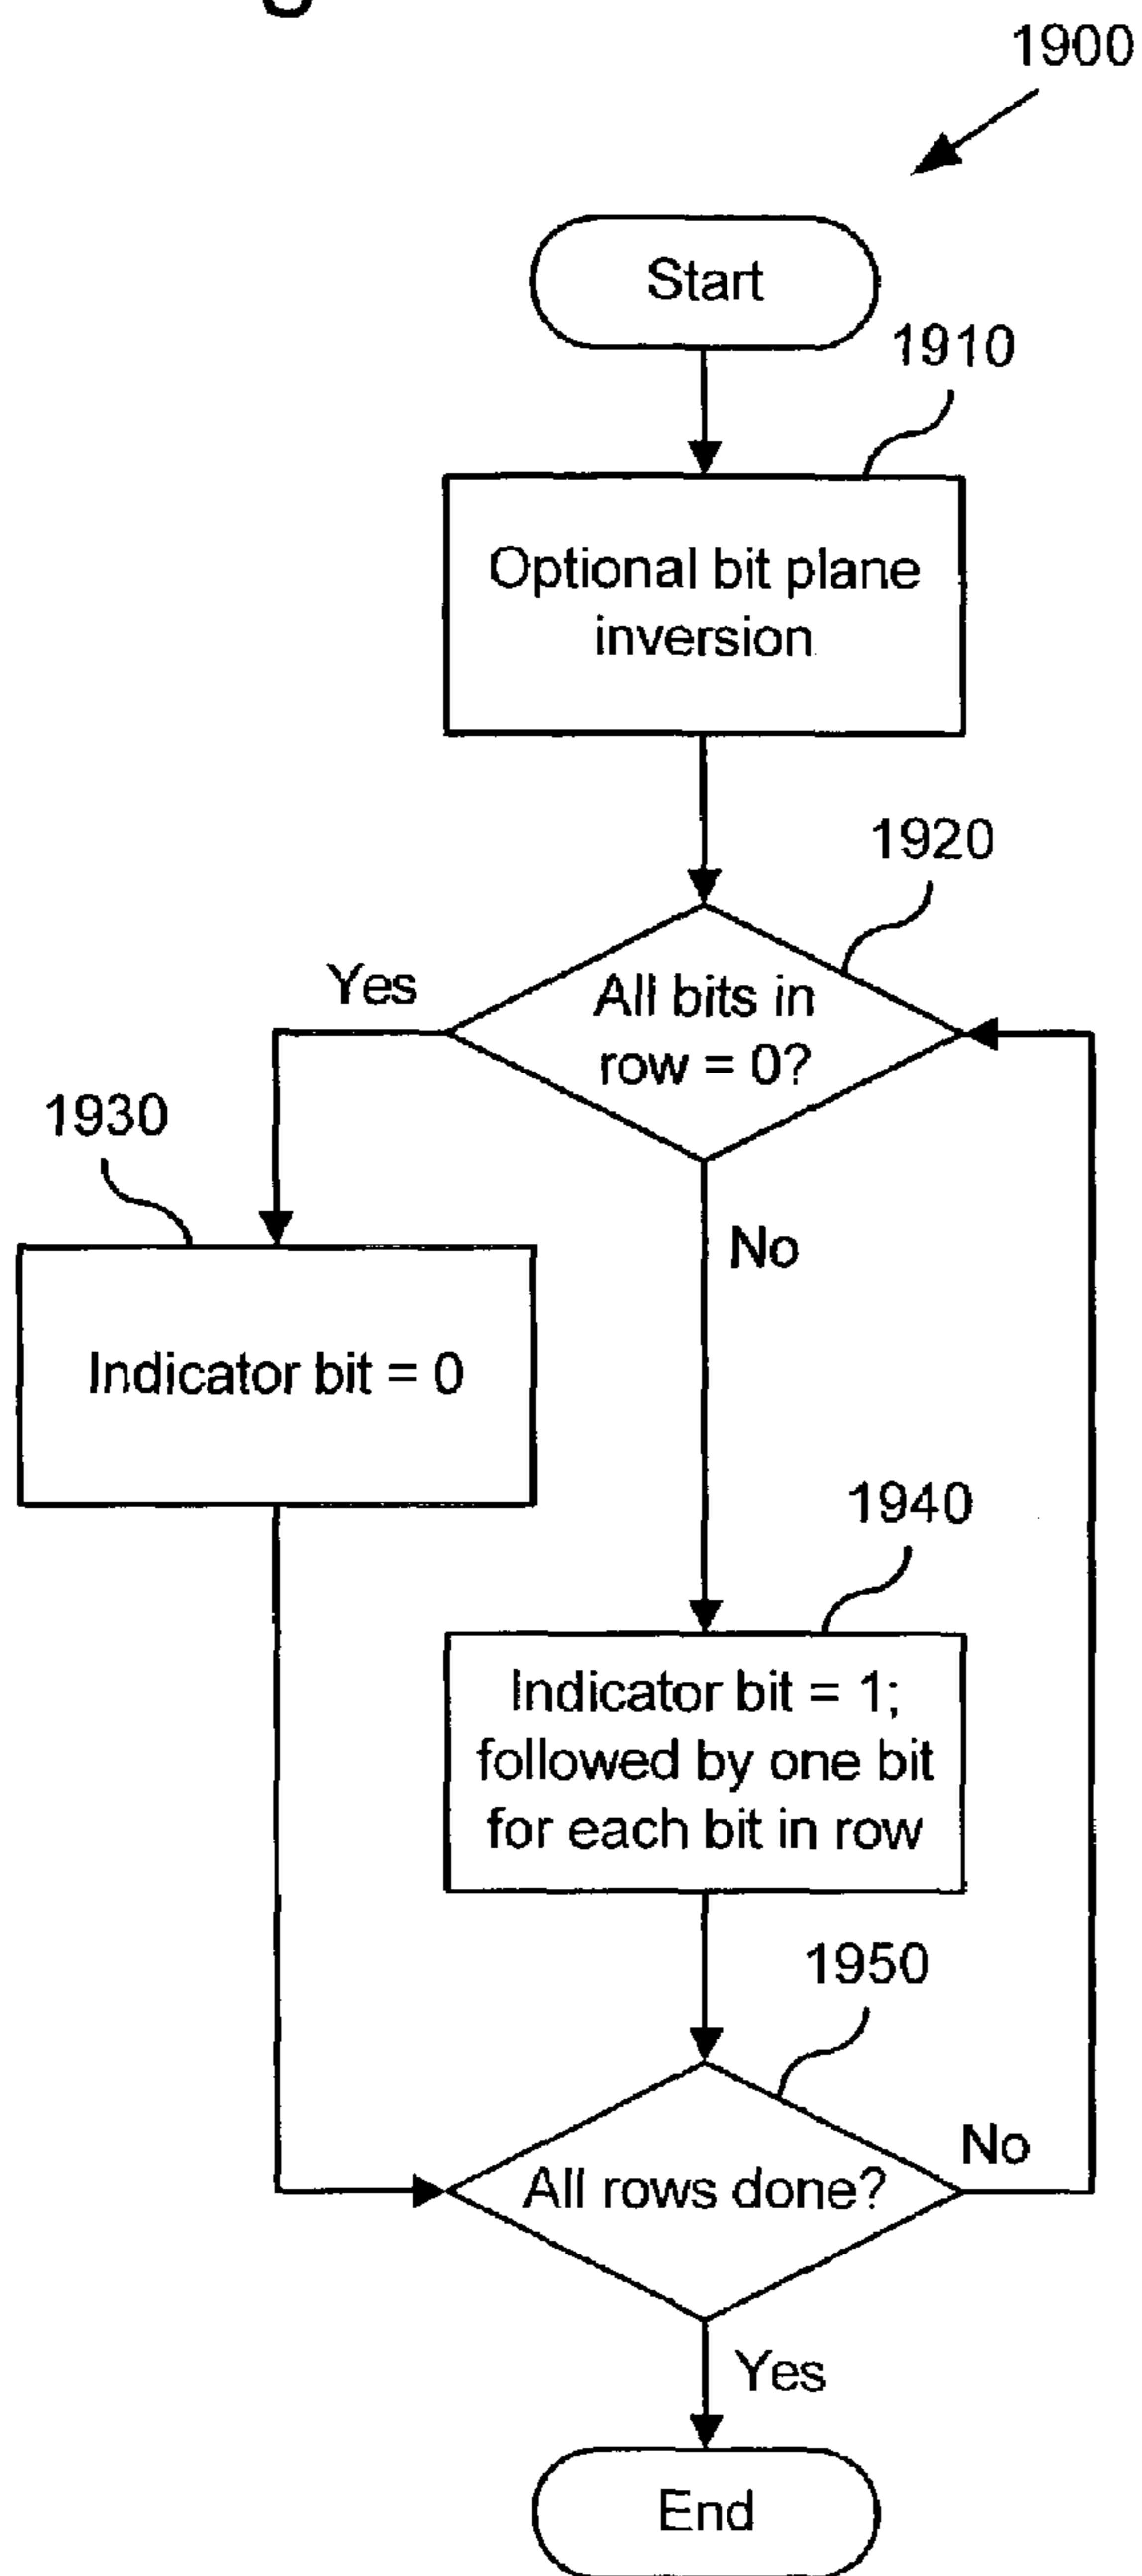 1900
Start
1910
Optional bit plane
inversion
1920
Yes
All bits in
row = 0?
1930
No
Indicator bit = 0
1940
Indicator bit = 1;
followed by one bit
for each bit in row
1950
No
All rows done?
Yes
End